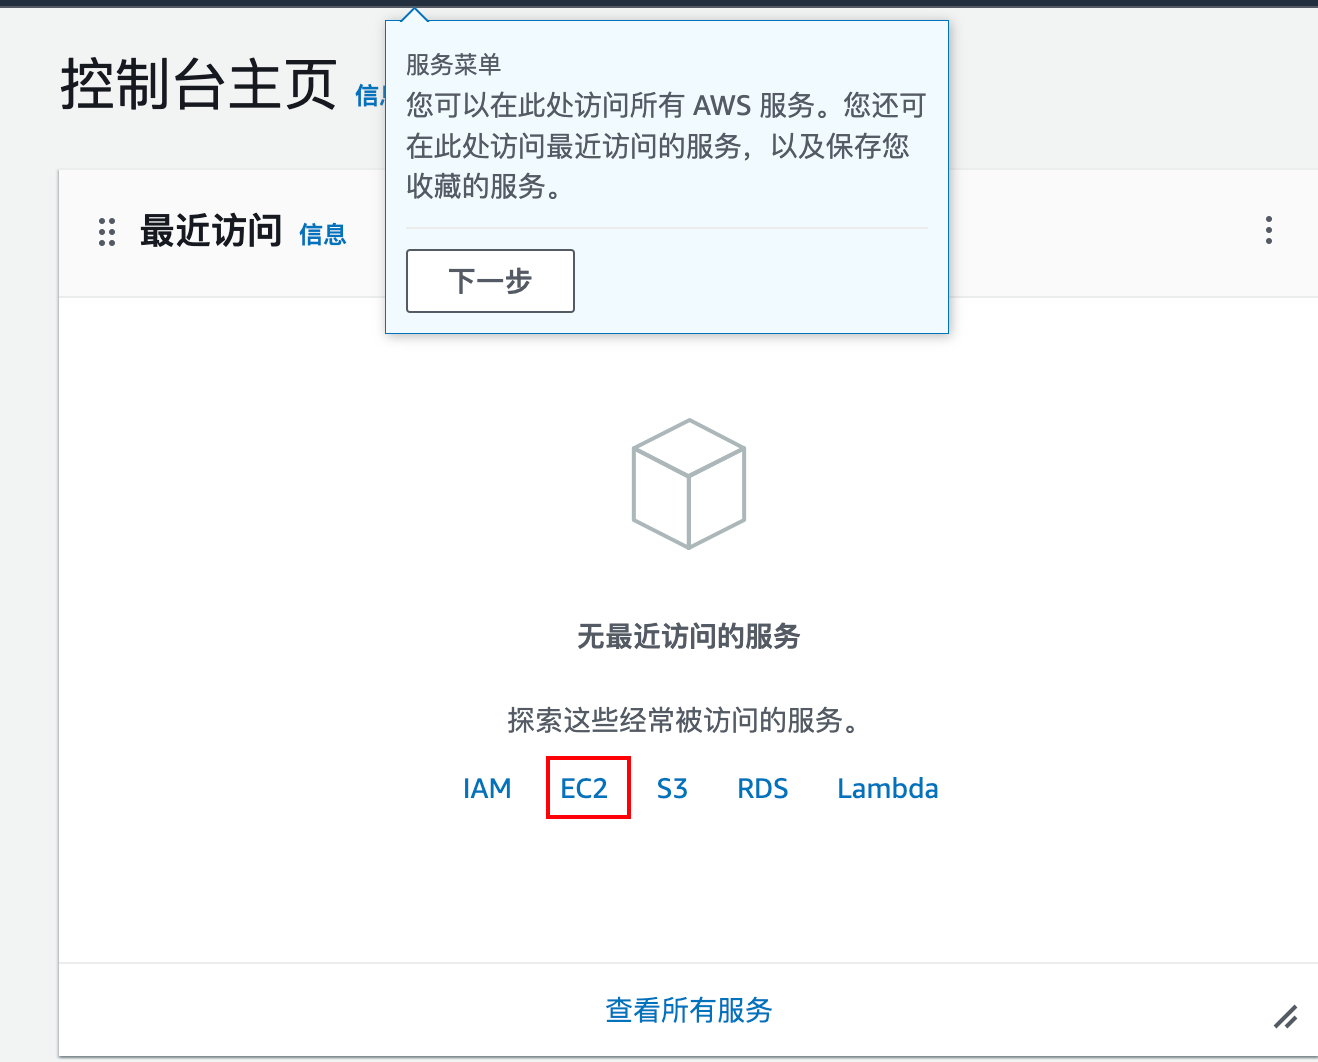 控制台主页 信
服务菜单
您可以在此处访问所有 AWS 服务。您还可
在此处访问最近访问的服务，以及保存您
收藏的服务。
下一步
最近访问 信息
无最近访问的服务
探索这些经常被访问的服务。
IAM EC2 S3 RDS Lambda
查看所有服务